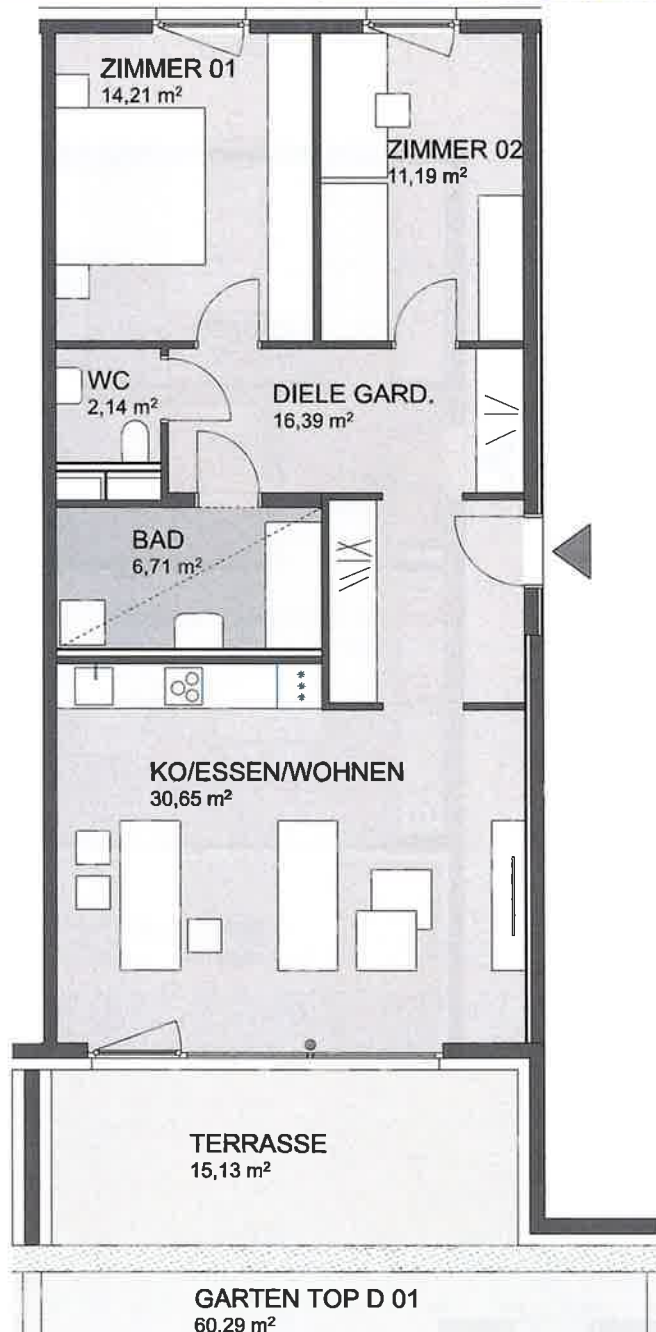 ZIMMER 01
14,21 m²
ZIMMER 02
11,19 m²
WC
2,14 m²
DIELE GARD.
16,39 m²
BAD
6,71 m²
KO/ESSEN/WOHNEN
30,65 m²
TERRASSE
15,13 m²
GARTEN TOP D 01
60,29 m²